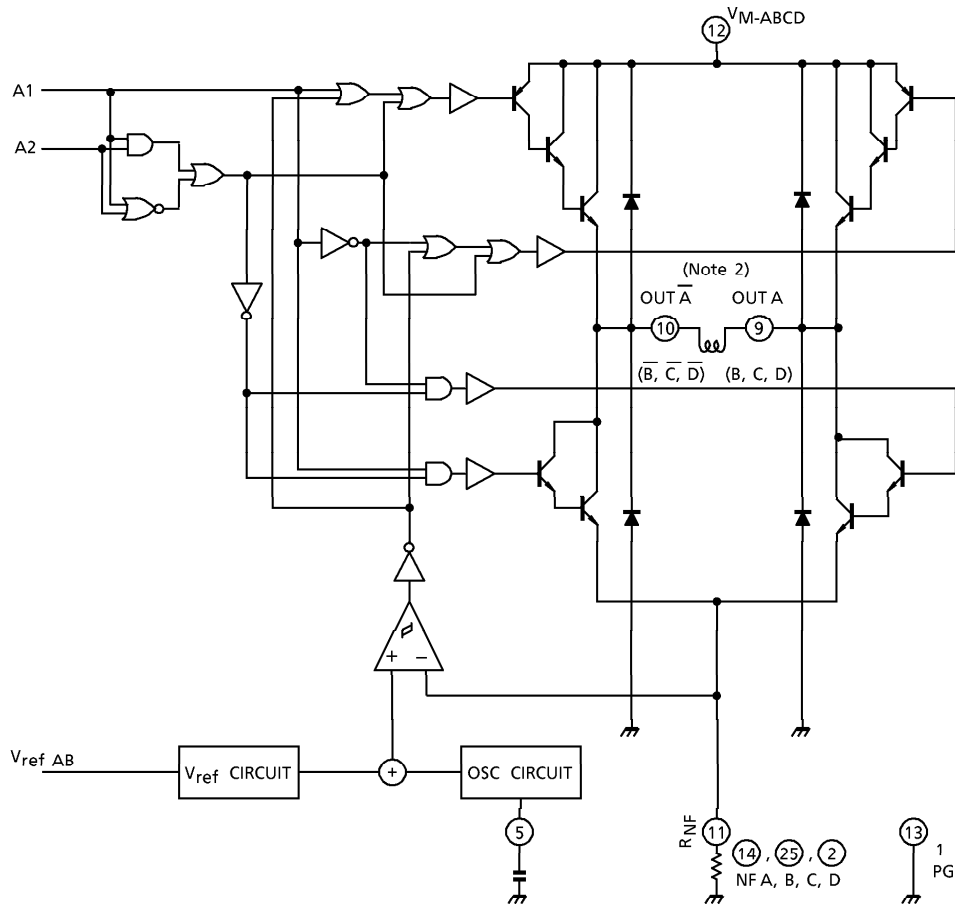 VM-ABCD
12
A1
A2
(Note 2)
OUT A̅ OUT A
10 9
(B̅, C̅, D̅) (B, C, D)
+ −
Vref AB
Vref CIRCUIT
+
OSC CIRCUIT
5
RNF
11
14, 25, 2
NF A, B, C, D
13
1
PG